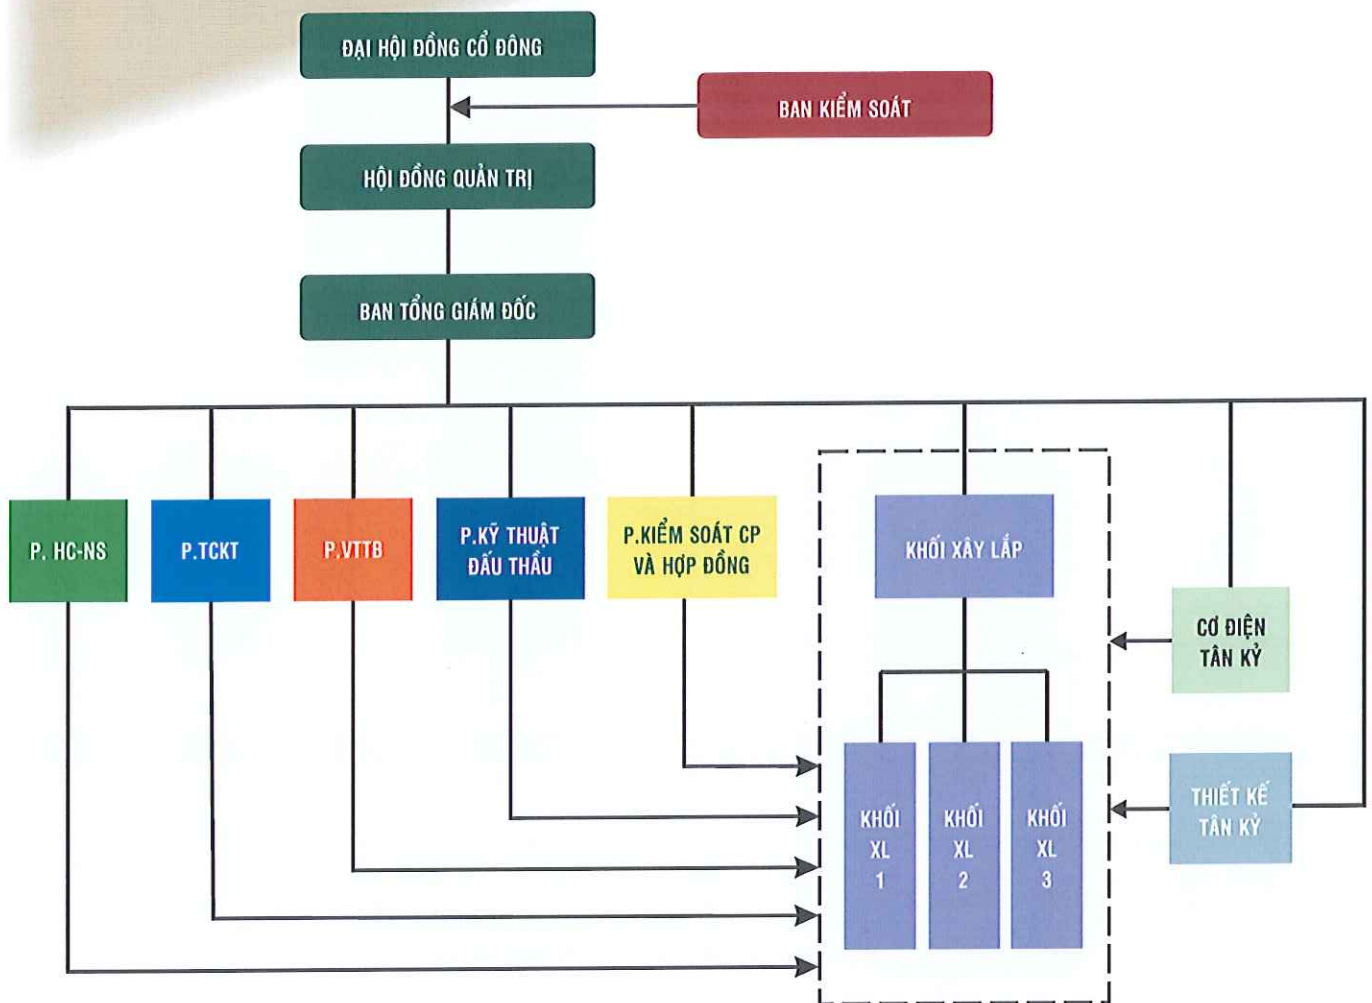 ĐẠI HỘI ĐỒNG CỔ ĐÔNG
BAN KIỂM SOÁT
HỘI ĐỒNG QUẢN TRỊ
BAN TỔNG GIÁM ĐỐC
P. HC-NS
P.TCKT
P.VTTB
P.KỸ THUẬT
ĐẤU THẦU
P.KIỂM SOÁT CP
VÀ HỢP ĐỒNG
KHỐI XÂY LẮP
CƠ ĐIỆN
TÂN KỶ
THIẾT KẾ
TÂN KỶ
KHỐI
XL
1
KHỐI
XL
2
KHỐI
XL
3